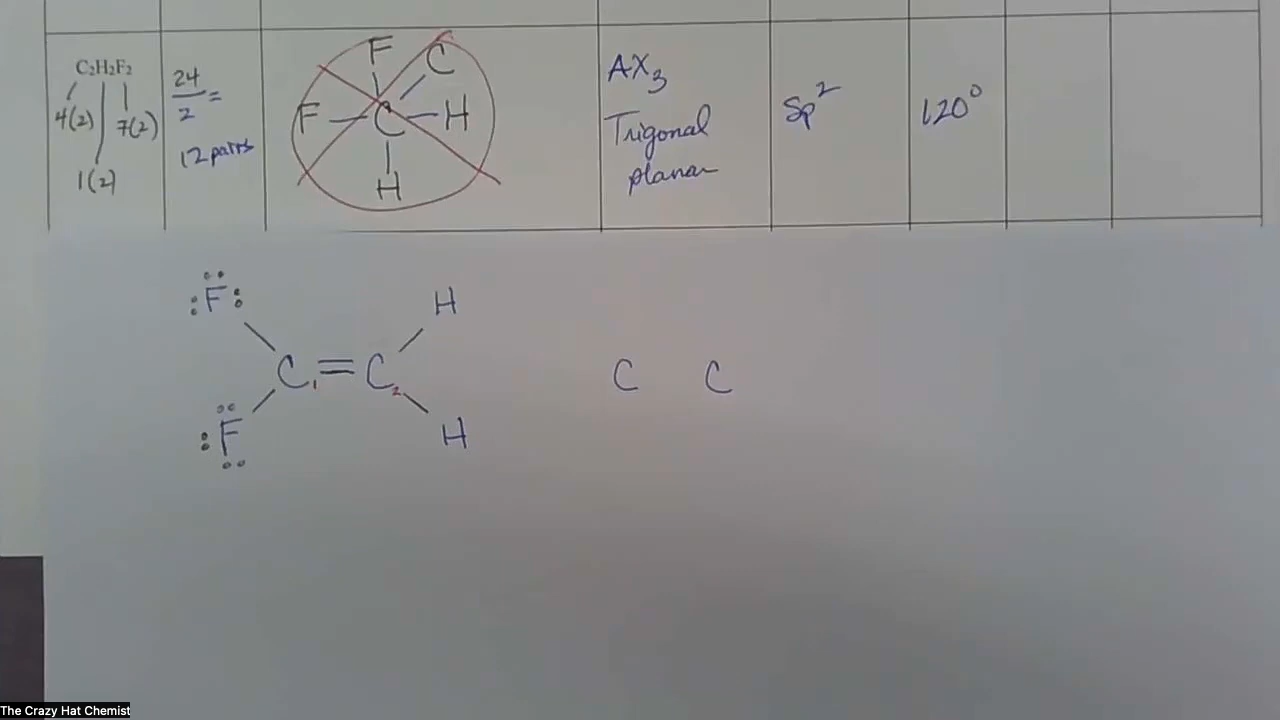 C₂H₂F₂
4(2)
7(2)
1(2)
24
2
=
12 pairs
F
C
F — C — H
H
AX₃
Trigonal
planar
Sp²
120°
F
H
C₁ = C₂
F
H
C C
The Crazy Hat Chemist